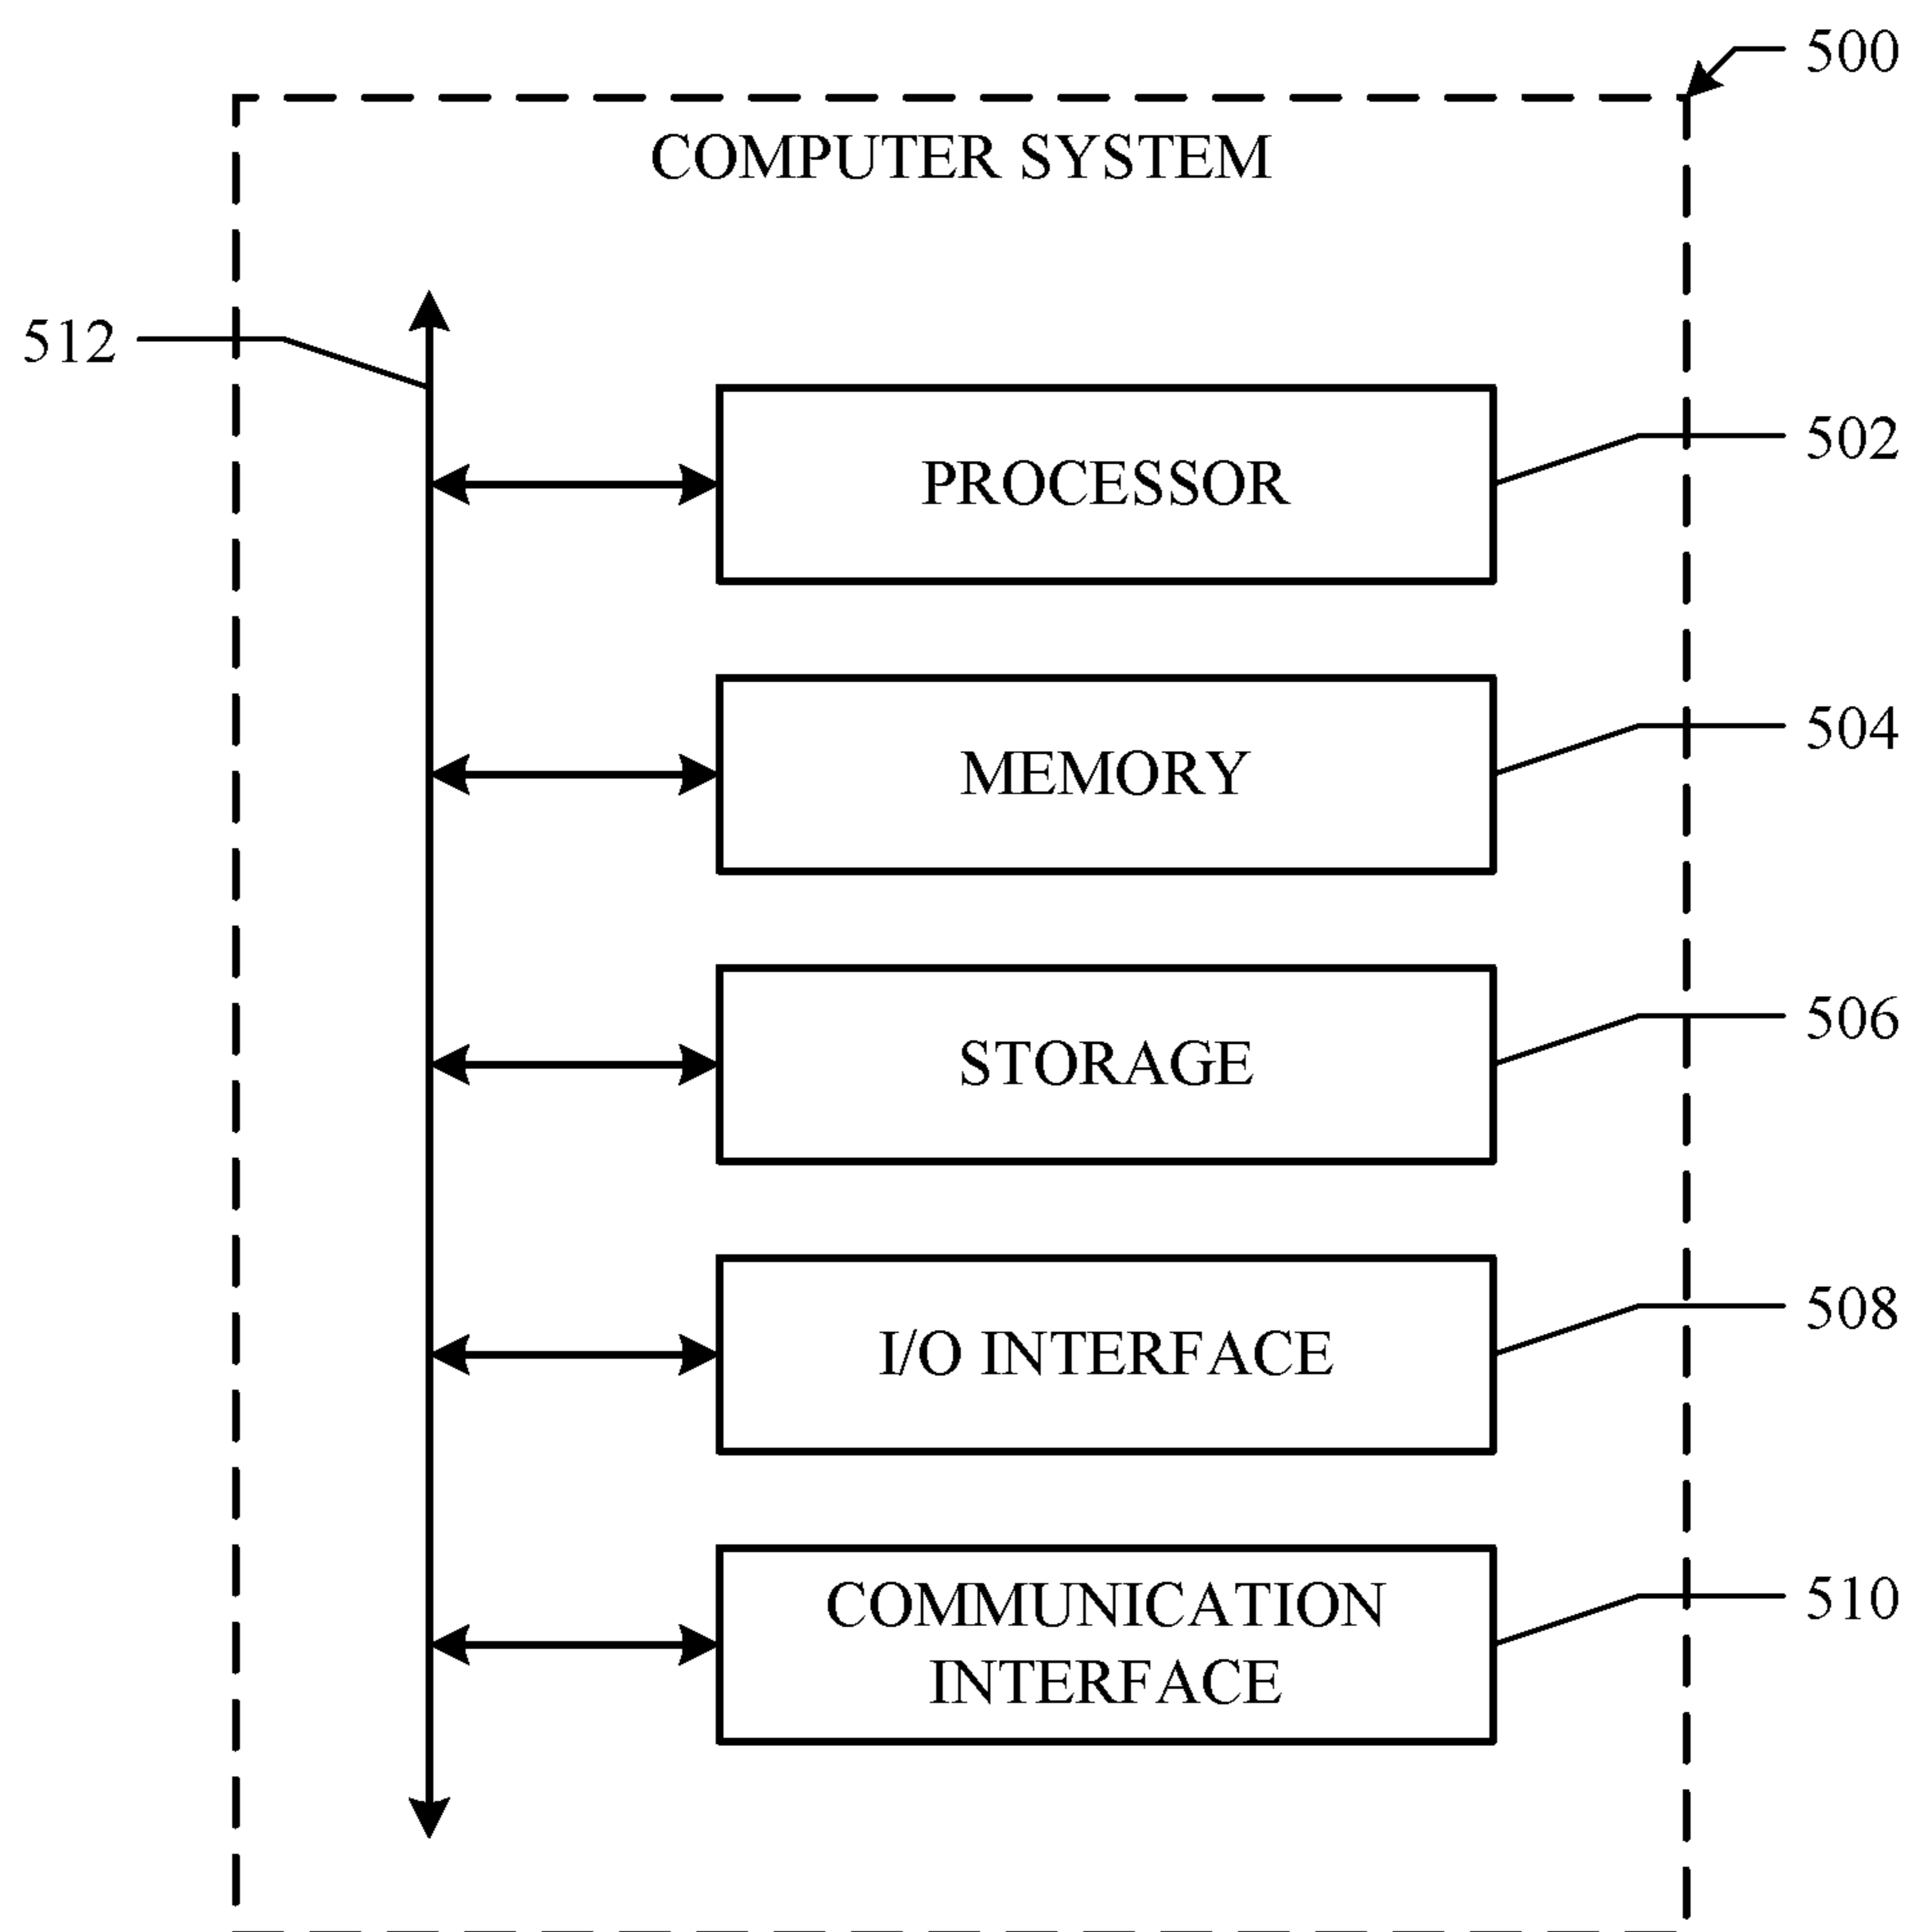 500
COMPUTER SYSTEM
512
502
PROCESSOR
504
MEMORY
506
STORAGE
508
I/O INTERFACE
510
COMMUNICATION
INTERFACE